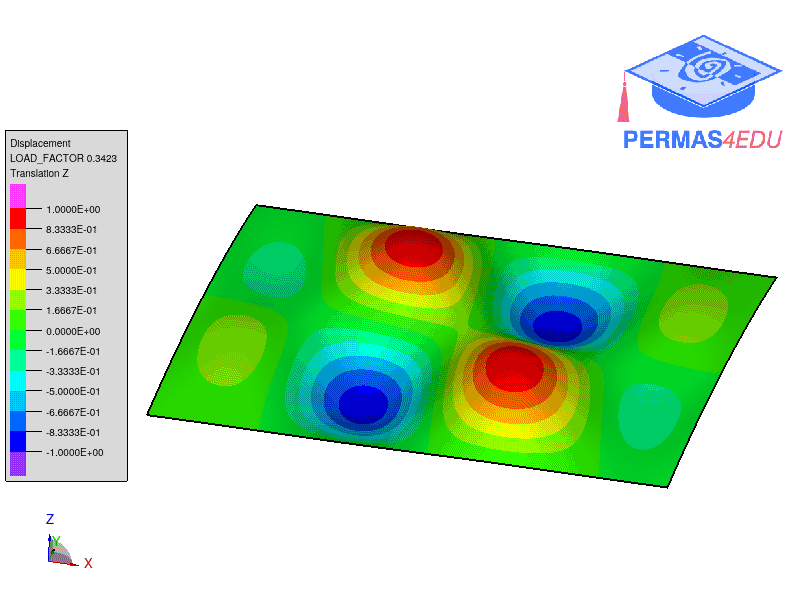 PERMAS4EDU
Displacement
LOAD_FACTOR 0.3423
Translation Z
1.0000E+00
8.3333E-01
6.6667E-01
5.0000E-01
3.3333E-01
1.6667E-01
0.0000E+00
-1.6667E-01
-3.3333E-01
-5.0000E-01
-6.6667E-01
-8.3333E-01
-1.0000E+00
Z
Y
X